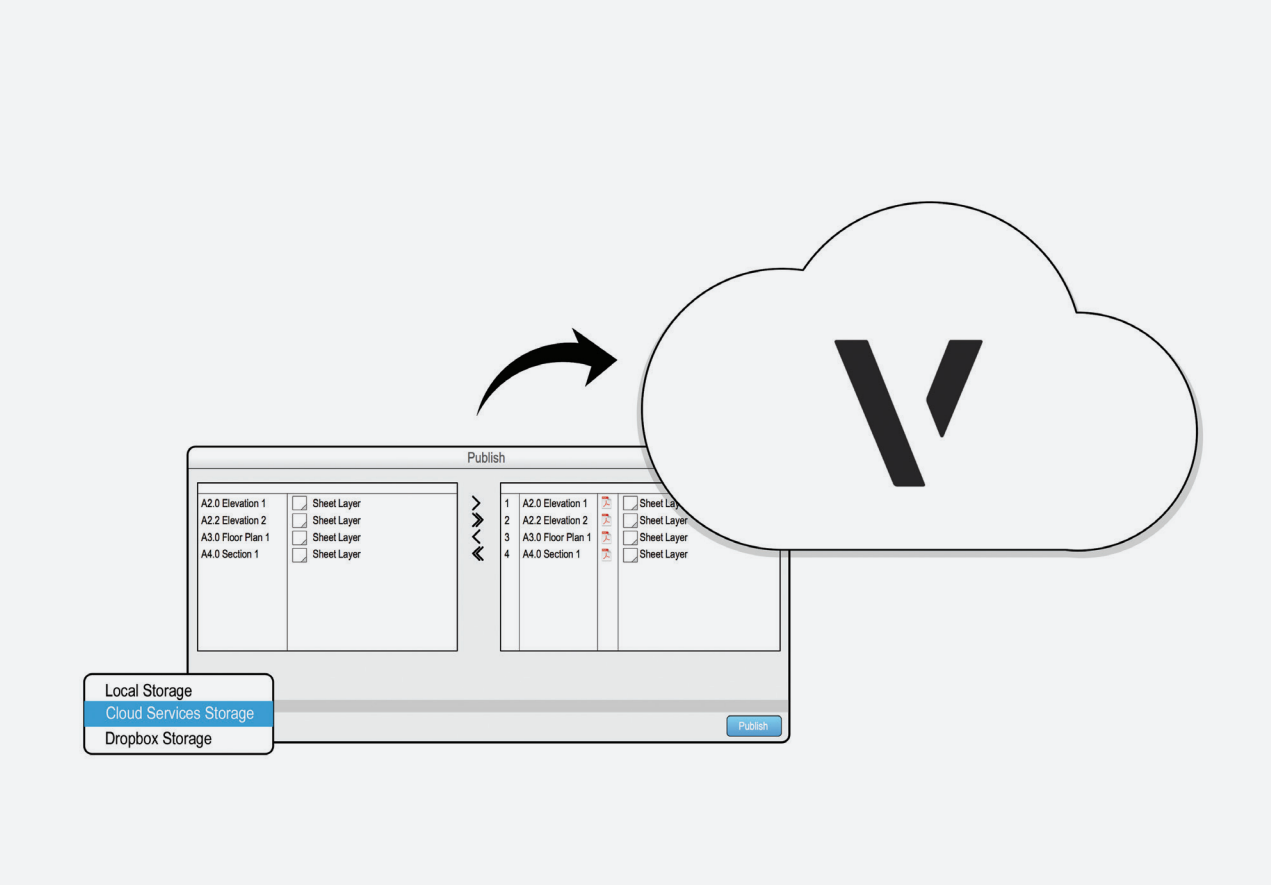 Publish
A2.0 Elevation 1 Sheet Layer
A2.2 Elevation 2 Sheet Layer
A3.0 Floor Plan 1 Sheet Layer
A4.0 Section 1 Sheet Layer
1 A2.0 Elevation 1 Sheet Lay
2 A2.2 Elevation 2 Sheet Layer
3 A3.0 Floor Plan 1 Sheet Layer
4 A4.0 Section 1 Sheet Layer
Local Storage
Cloud Services Storage
Dropbox Storage
Publish